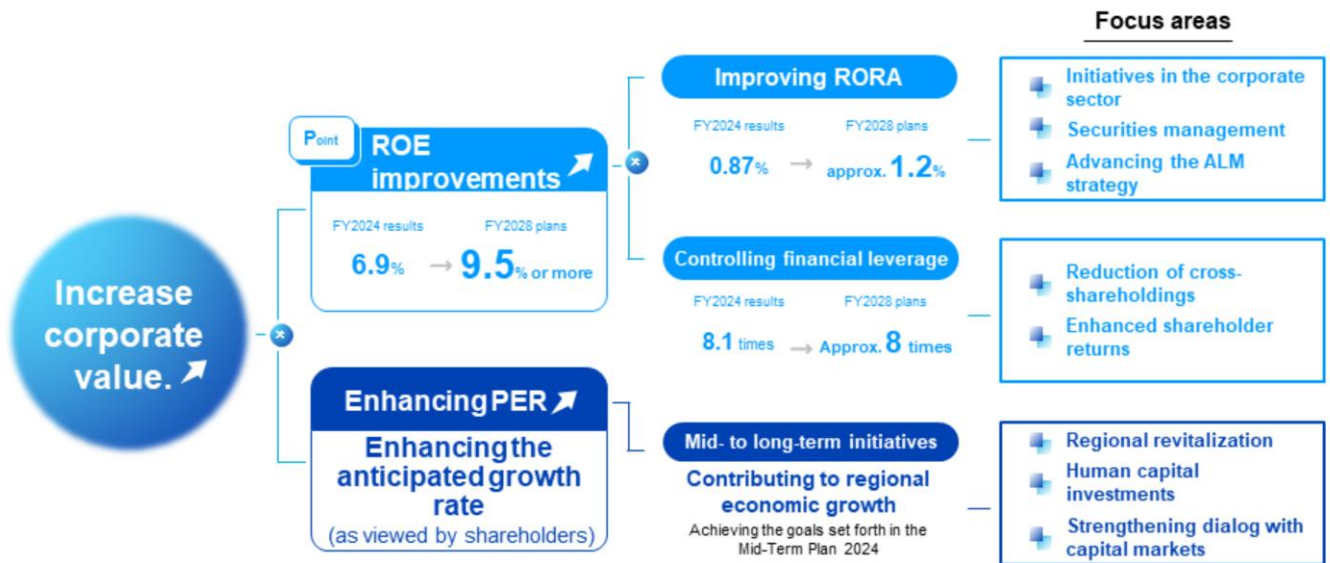 Focus areas
Increase
corporate
value.
×
Point
ROE
improvements
FY2024 results
FY2028 plans
6.9%
→
9.5% or more
×
Improving RORA
FY2024 results
FY2028 plans
0.87%
→
approx. 1.2%
Initiatives in the corporate
sector
Securities management
Advancing the ALM
strategy
Controlling financial leverage
FY2024 results
FY2028 plans
8.1 times
→
Approx. 8 times
Reduction of cross-
shareholdings
Enhanced shareholder
returns
Enhancing PER
Enhancing the
anticipated growth
rate
(as viewed by shareholders)
Mid- to long-term initiatives
Contributing to regional
economic growth
Achieving the goals set forth in the
Mid-Term Plan 2024
Regional revitalization
Human capital
investments
Strengthening dialog with
capital markets